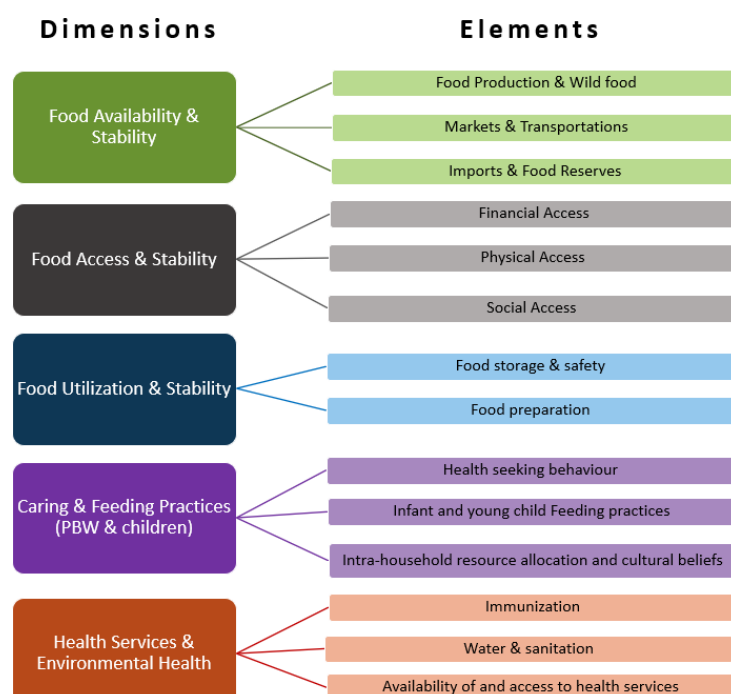 Dimensions
Elements
Food Availability &
Stability
Food Production & Wild food
Markets & Transportations
Imports & Food Reserves
Food Access & Stability
Financial Access
Physical Access
Social Access
Food Utilization & Stability
Food storage & safety
Food preparation
Caring & Feeding Practices
(PBW & children)
Health seeking behaviour
Infant and young child Feeding practices
Intra-household resource allocation and cultural beliefs
Health Services &
Environmental Health
Immunization
Water & sanitation
Availability of and access to health services